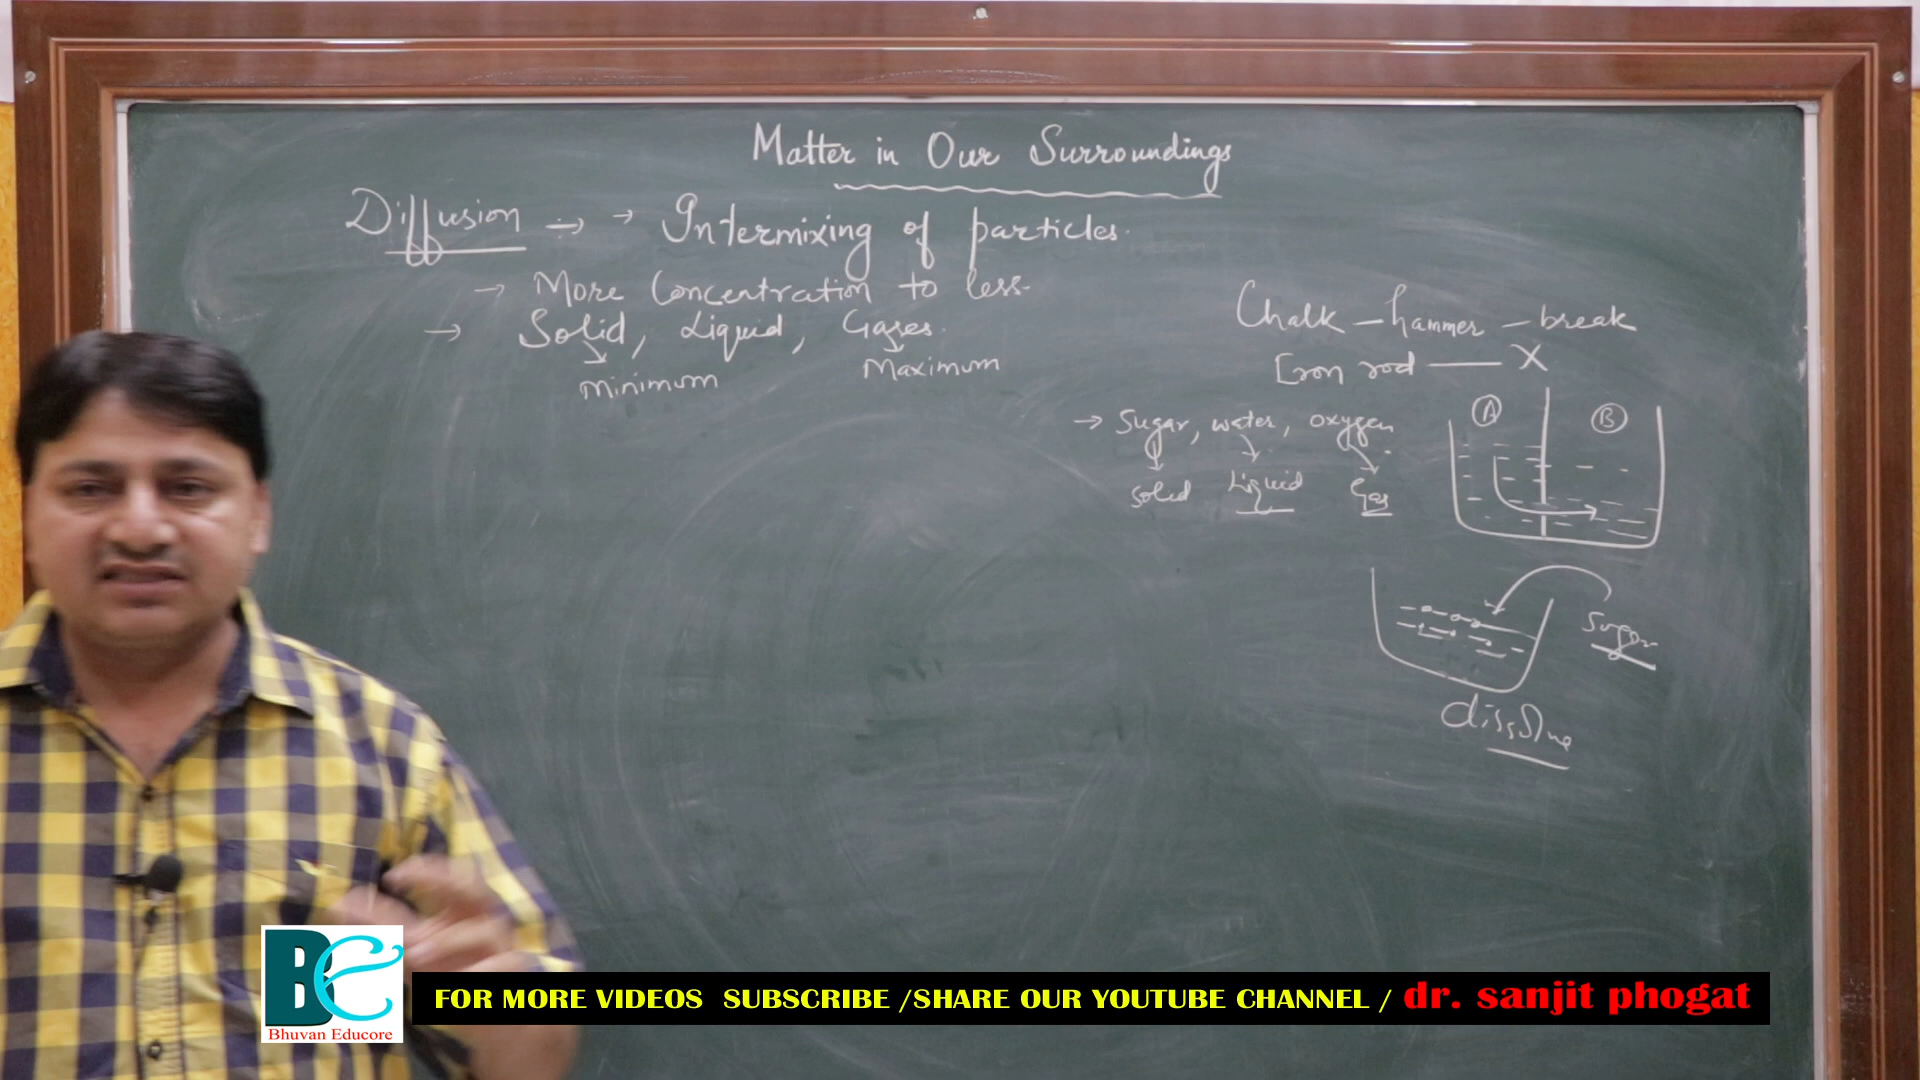 Matter in Our Surroundings
Diffusion → → Intermixing of particles.
→ More Concentration to less.
→ Solid, Liquid, Gases.
Minimum Maximum
Chalk - hammer - break
Iron rod — X
→ Sugar, water, oxygen
Solid Liquid Gas
A B
Sugar
dissolve
BE
Bhuvan Educore
FOR MORE VIDEOS SUBSCRIBE /SHARE OUR YOUTUBE CHANNEL / dr. sanjit phogat